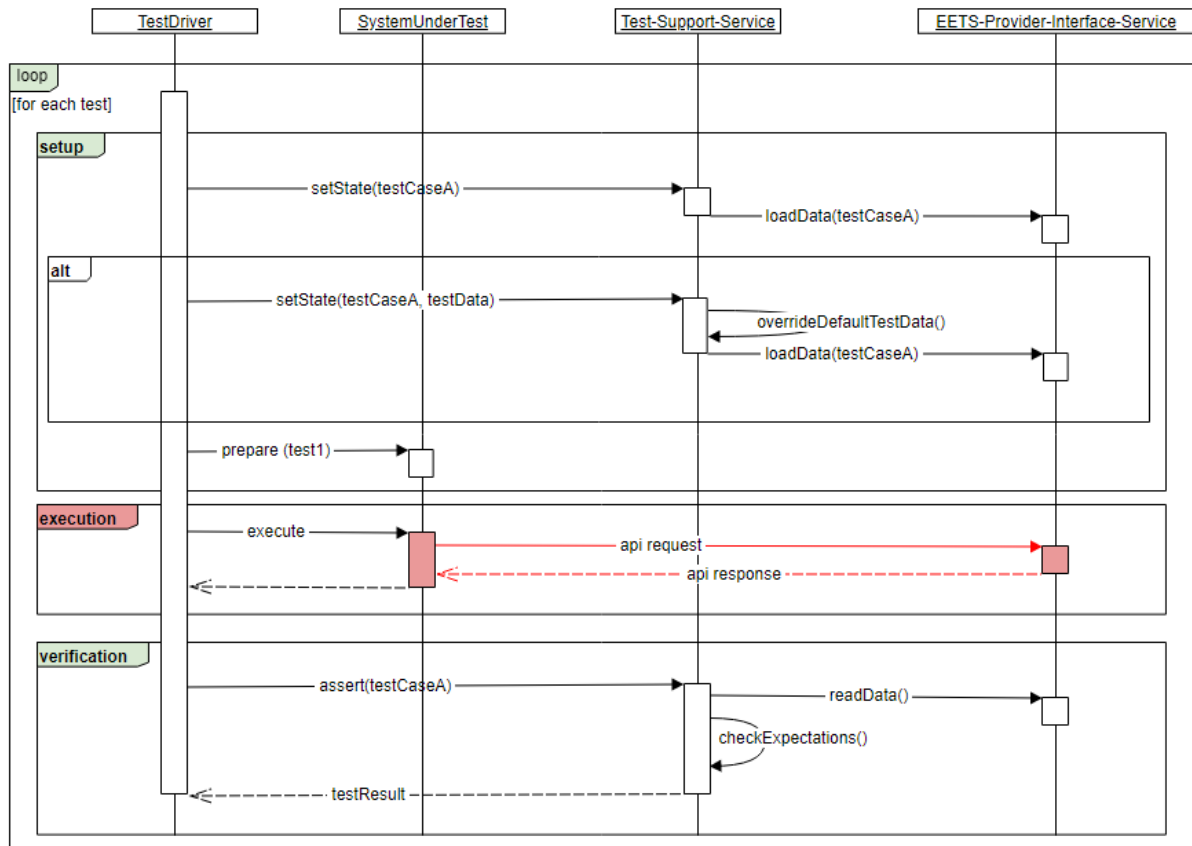 TestDriver
SystemUnderTest
Test-Support-Service
EETS-Provider-Interface-Service
loop
[for each test]
setup
setState(testCaseA)
loadData(testCaseA)
alt
setState(testCaseA, testData)
overrideDefaultTestData()
loadData(testCaseA)
prepare (test1)
execution
execute
api request
api response
verification
assert(testCaseA)
readData()
checkExpectations()
testResult